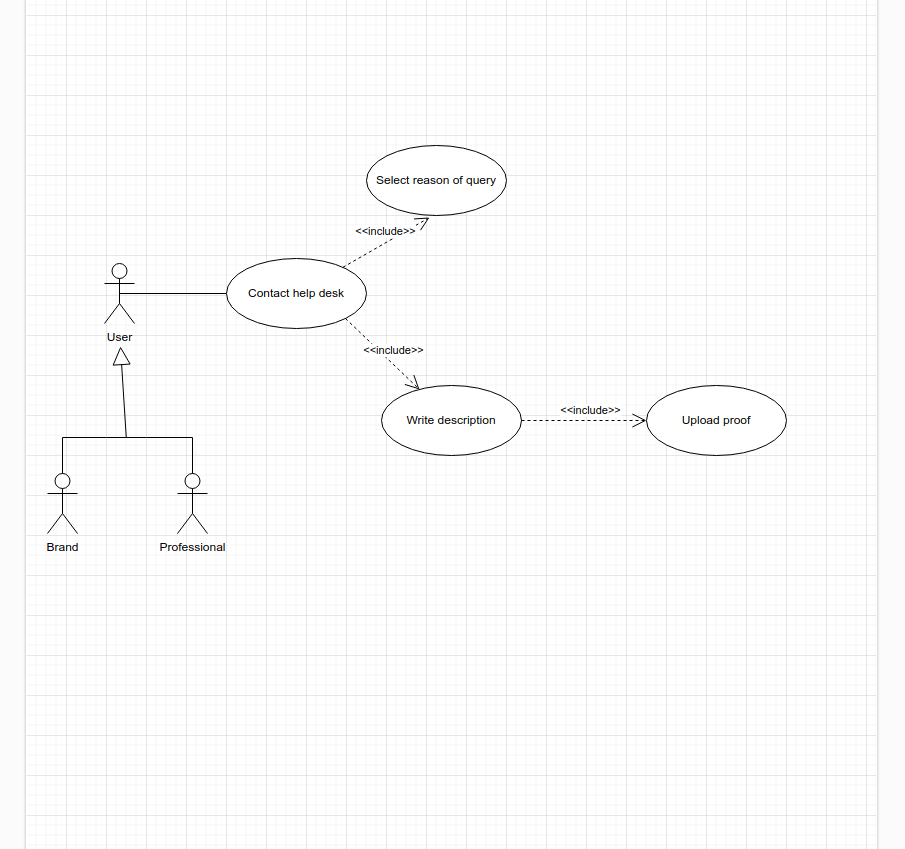 Select reason of query
<<include>>
Contact help desk
User
<<include>>
Write description
<<include>>
Upload proof
Brand
Professional